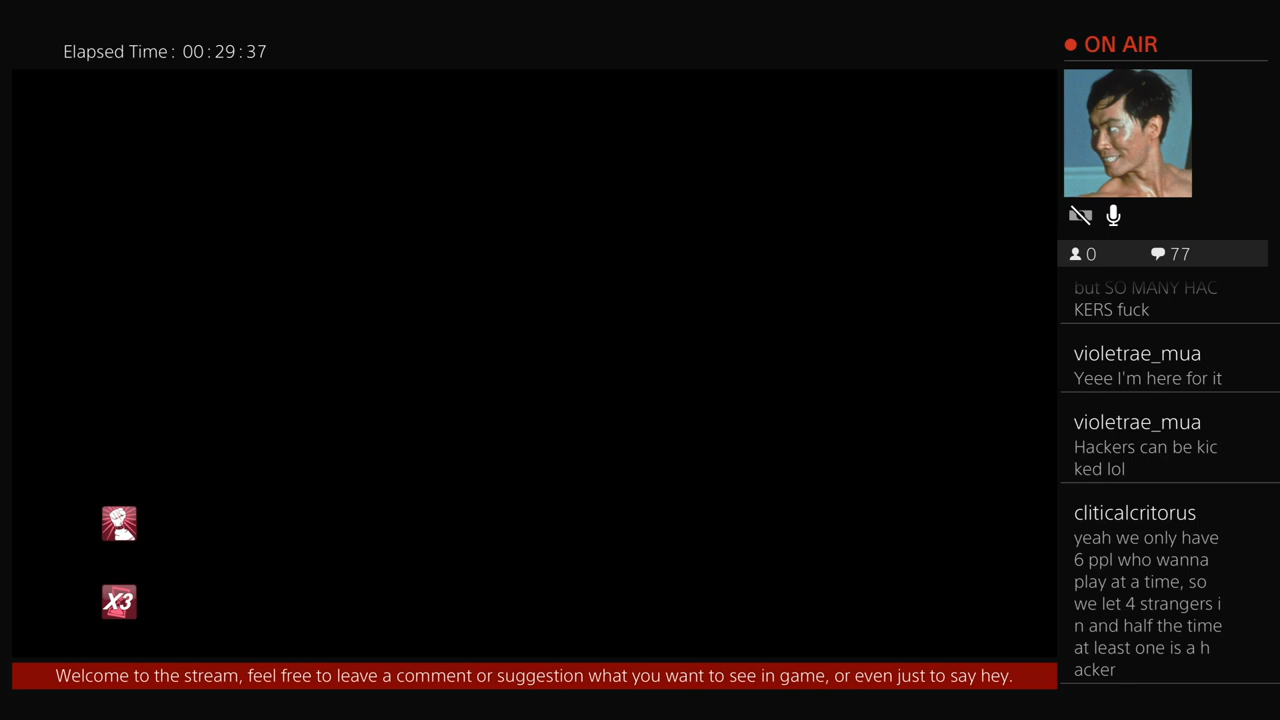 Elapsed Time: 00:29:37
ON AIR
0 77
but SO MANY HAC
KERS fuck
violetrae_mua
Yeee I'm here for it
violetrae_mua
Hackers can be kic
ked lol
cliticalcritorus
yeah we only have
6 ppl who wanna
play at a time, so
we let 4 strangers i
n and half the time
at least one is a h
acker
X3
Welcome to the stream, feel free to leave a comment or suggestion what you want to see in game, or even just to say hey.